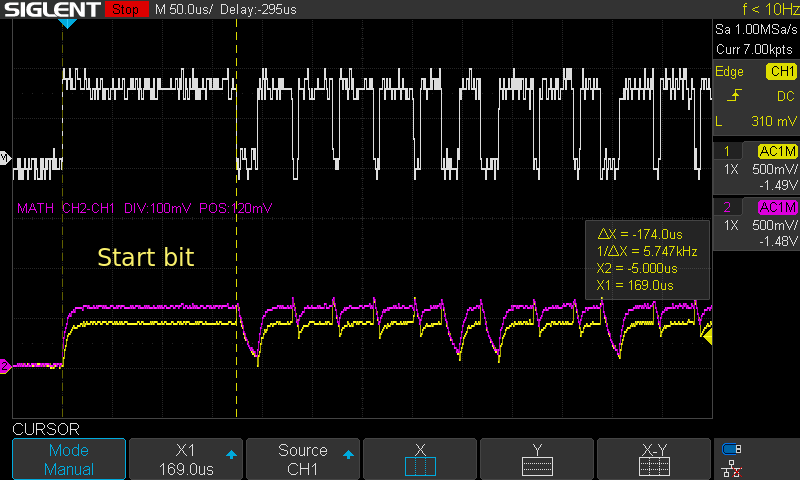 SIGLENT Stop M 50.0us/ Delay:-295us f < 10Hz
Sa 1.00MSa/s
Curr 7.00kpts
Edge CH1
DC
L 310 mV
M
1 AC1M
1X 500mV/
-1.49V
2 AC1M
1X 500mV/
-1.48V
MATH CH2-CH1 DIV:100mV POS:120mV
Start bit
ΔX = -174.0us
1/ΔX = 5.747kHz
X2 = -5.000us
X1 = 169.0us
2
CURSOR
Mode
Manual
X1
169.0us
Source
CH1
X
Y
X-Y